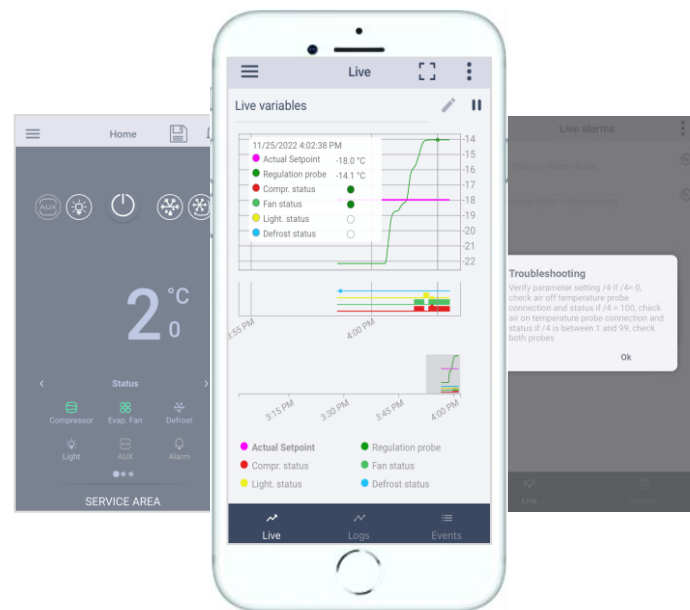 Home
AUX
2.0 °C
Status
Compressor
Evap. Fan
Defrost
Light
AUX
Alarm
SERVICE AREA
Live
Live variables
11/25/2022 4:02:38 PM
Actual Setpoint -18.0 °C
Regulation probe -14.1 °C
Compr. status
Fan status
Light. status
Defrost status
-14
-15
-16
-17
-18
-19
-20
-21
-22
3:55 PM
4:00 PM
3:15 PM
3:30 PM
3:45 PM
4:00 PM
Actual Setpoint
Regulation probe
Compr. status
Fan status
Light. status
Defrost status
Live
Logs
Events
Live alarms
Troubleshooting
Verify parameter setting /4 if /4= 0,
check air off temperature probe
connection and status if /4 = 100, check
air on temperature probe connection and
status if /4 is between 1 and 99, check
both probes
Ok
Live